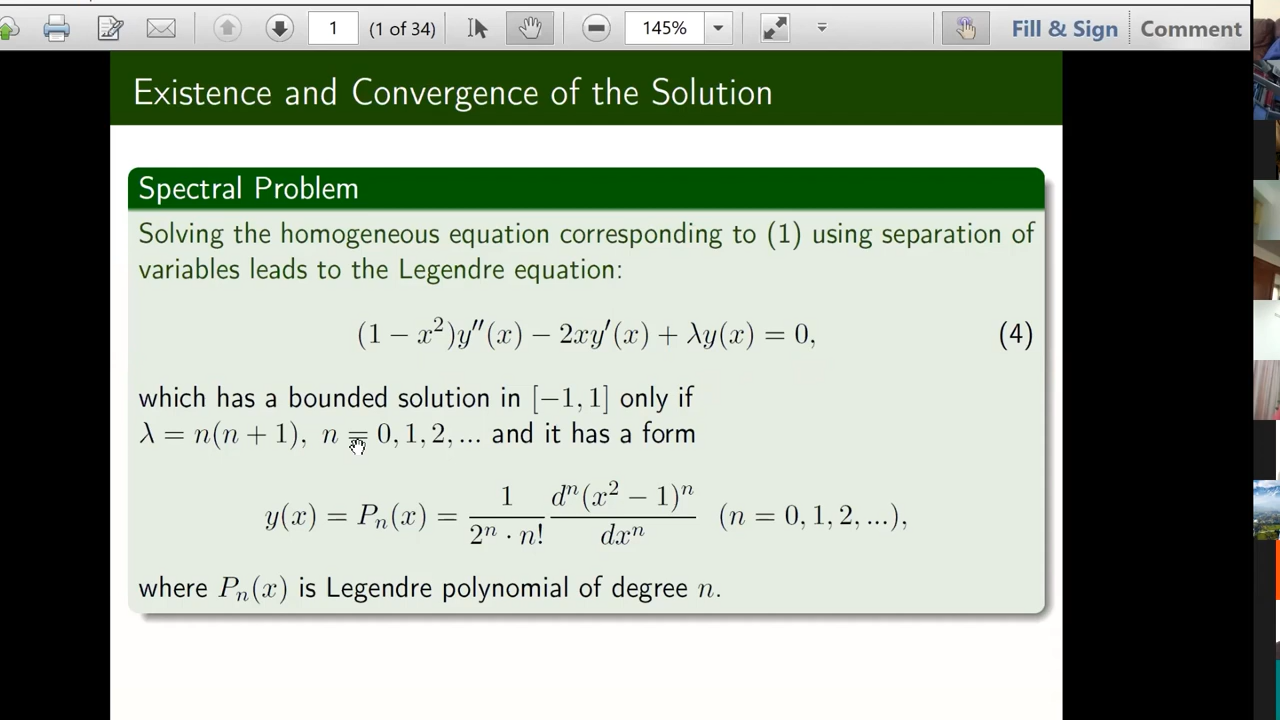 1 (1 of 34) 145% Fill & Sign Comment
Existence and Convergence of the Solution
Spectral Problem
Solving the homogeneous equation corresponding to (1) using separation of
variables leads to the Legendre equation:
(1 − x²)y″(x) − 2xy′(x) + λy(x) = 0, (4)
which has a bounded solution in [−1, 1] only if
λ = n(n + 1), n = 0, 1, 2, ... and it has a form
y(x) = Pₙ(x) = \frac{1}{2ⁿ · n!} \frac{dⁿ(x² − 1)ⁿ}{dxⁿ} (n = 0, 1, 2, ...),
where Pₙ(x) is Legendre polynomial of degree n.